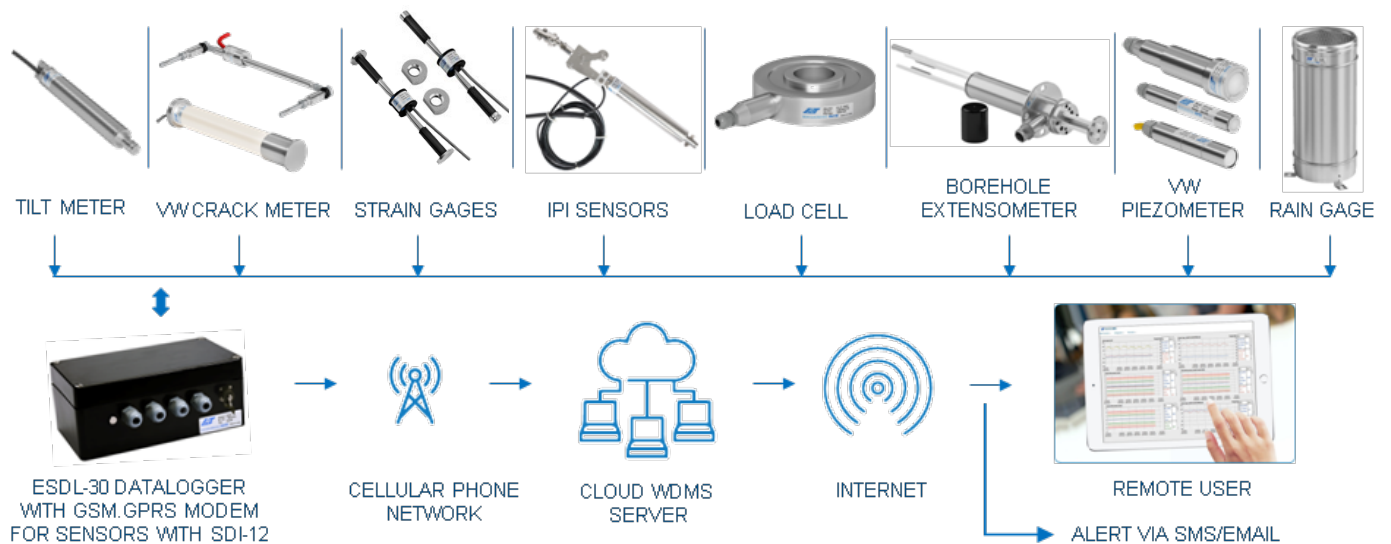 TILT METER
VW CRACK METER
STRAIN GAGES
IPI SENSORS
LOAD CELL
BOREHOLE
EXTENSOMETER
VW
PIEZOMETER
RAIN GAGE
ESDL-30 DATALOGGER
WITH GSM.GPRS MODEM
FOR SENSORS WITH SDI-12
CELLULAR PHONE
NETWORK
CLOUD WDMS
SERVER
INTERNET
REMOTE USER
ALERT VIA SMS/EMAIL